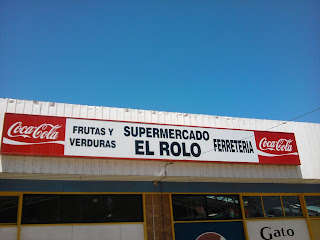 Coca-Cola
FRUTAS Y
VERDURAS
SUPERMERCADO
EL ROLO
FERRETERIA
Coca-Cola
Gato